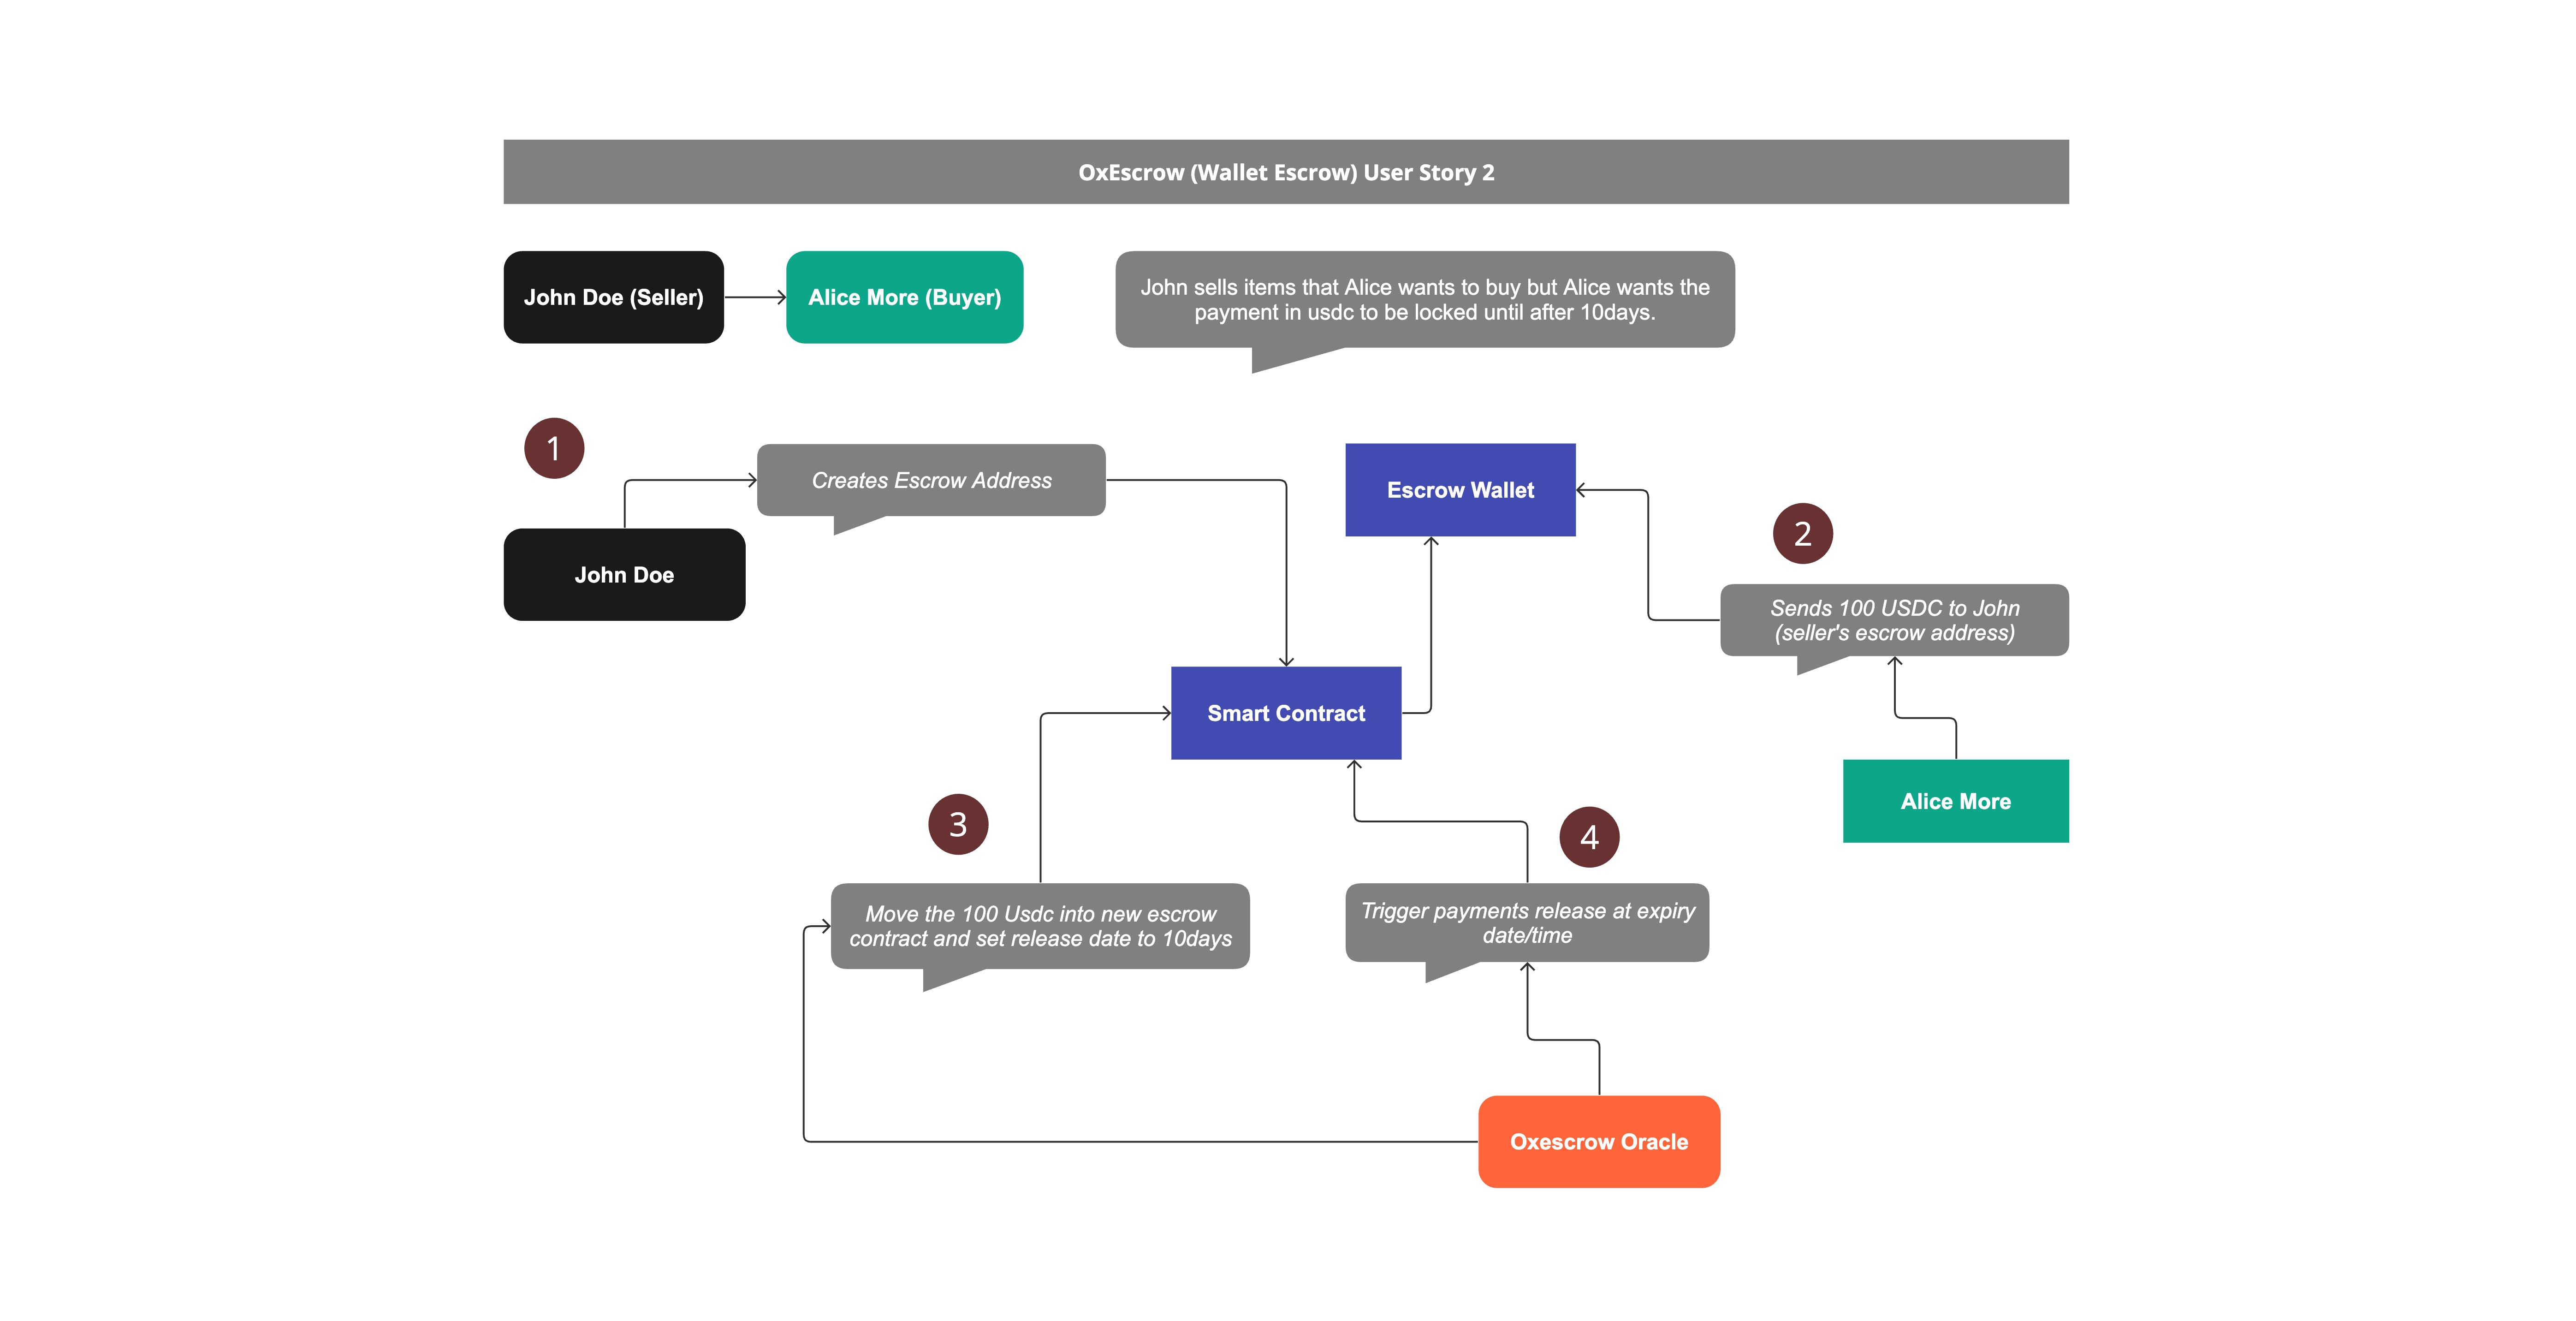 OxEscrow (Wallet Escrow) User Story 2
John Doe (Seller)
Alice More (Buyer)
John sells items that Alice wants to buy but Alice wants the
payment in usdc to be locked until after 10days.
1
Creates Escrow Address
John Doe
Escrow Wallet
2
Sends 100 USDC to John
(seller's escrow address)
Smart Contract
Alice More
3
Move the 100 Usdc into new escrow
contract and set release date to 10days
4
Trigger payments release at expiry
date/time
Oxescrow Oracle